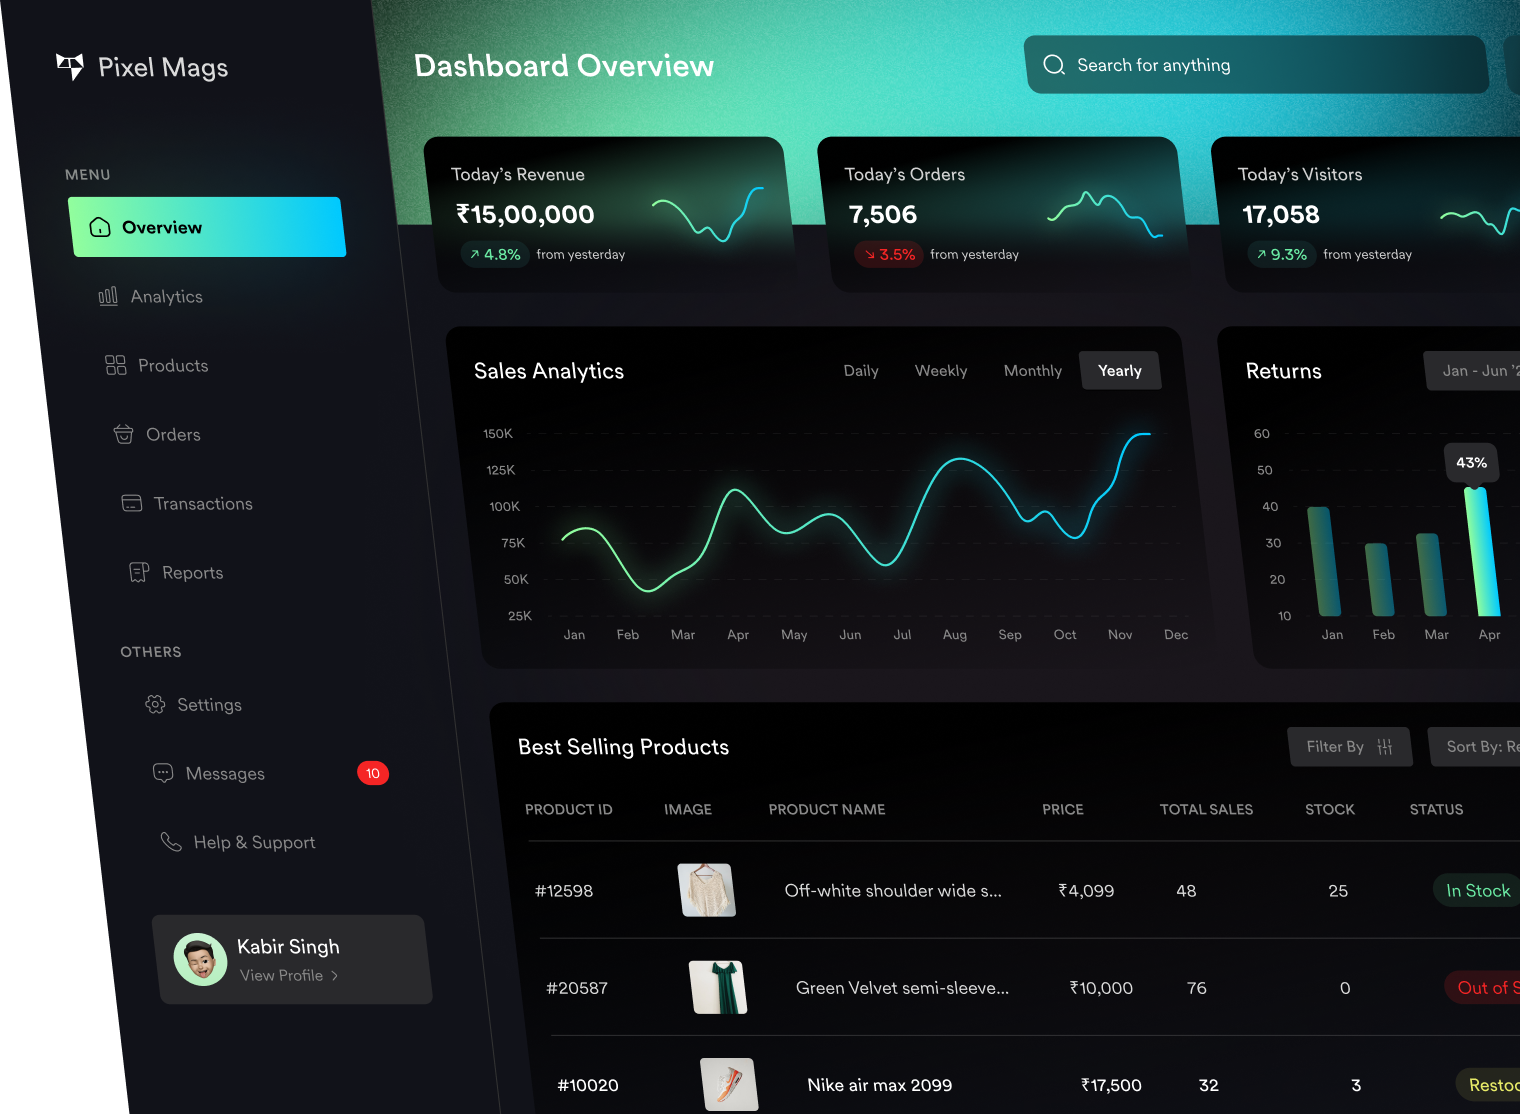 Pixel Mags
MENU
Overview
Analytics
Products
Orders
Transactions
Reports
OTHERS
Settings
Messages 10
Help & Support
Kabir Singh
View Profile
Dashboard Overview
Search for anything
Today's Revenue
₹15,00,000
4.8% from yesterday
Today's Orders
7,506
3.5% from yesterday
Today's Visitors
17,058
9.3% from yesterday
Sales Analytics
Daily Weekly Monthly Yearly
150K
125K
100K
75K
50K
25K
Jan Feb Mar Apr May Jun Jul Aug Sep Oct Nov Dec
Returns
Jan - Jun '2
60
50
40
30
20
10
43%
Jan Feb Mar Apr
Best Selling Products
Filter By
Sort By: Re
PRODUCT ID IMAGE PRODUCT NAME PRICE TOTAL SALES STOCK STATUS
#12598 Off-white shoulder wide s... ₹4,099 48 25 In Stock
#20587 Green Velvet semi-sleeve... ₹10,000 76 0 Out of S
#10020 Nike air max 2099 ₹17,500 32 3 Restoc